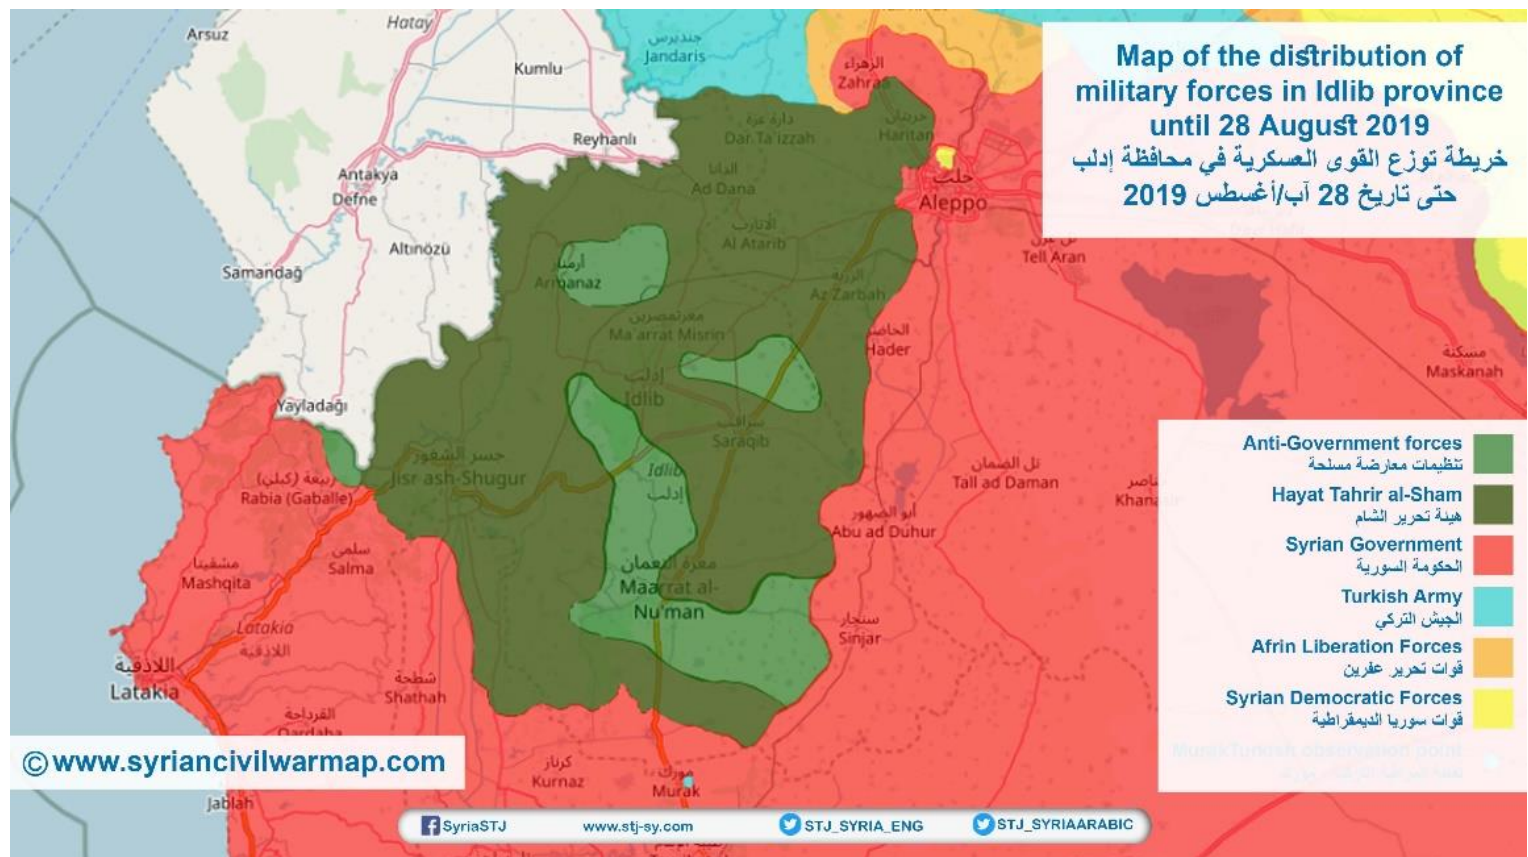 Map of the distribution of
military forces in Idlib province
until 28 August 2019
خريطة توزع القوى العسكرية في محافظة إدلب
حتى تاريخ 28 آب/أغسطس 2019
Arsuz
Hatay
Kumlu
جنديرس
Jandaris
الزهراء
Zahraa
Reyhanlı
دارة عزة
Dar Ta'izzah
حريتان
Haritan
Antakya
Defne
الدانا
Ad Dana
حلب
Aleppo
Altınözü
الأتارب
Al Atarib
Tell Aran
Samandağ
أرمناز
Armanaz
الزربة
Az Zarbah
معرتمصرين
Ma'arrat Misrin
الحاضر
Hader
مسكنة
Maskanah
إدلب
Idlib
Yayladağı
سراقب
Saraqib
جسر الشغور
Jisr ash-Shugur
Idlib
إدلب
ربيعة (كبلي)
Rabia (Gaballe)
تل الضمان
Tall ad Daman
أبو الضهور
Abu ad Duhur
سلمى
Salma
مشقيتا
Mashqita
معرة النعمان
Maarrat al-
Nu'man
Latakia
اللاذقية
سنجار
Sinjar
اللاذقية
Latakia
شطحة
Shathah
القرداحة
Qardaha
كرناز
Kurnaz
مورك
Murak
Jablah
Anti-Government forces
تنظيمات معارضة مسلحة
Hayat Tahrir al-Sham
هيئة تحرير الشام
Syrian Government
الحكومة السورية
Turkish Army
الجيش التركي
Afrin Liberation Forces
قوات تحرير عفرين
Syrian Democratic Forces
قوات سوريا الديمقراطية
MurakTurkish observation point
©www.syriancivilwarmap.com
SyriaSTJ
www.stj-sy.com
STJ_SYRIA_ENG
STJ_SYRIAARABIC